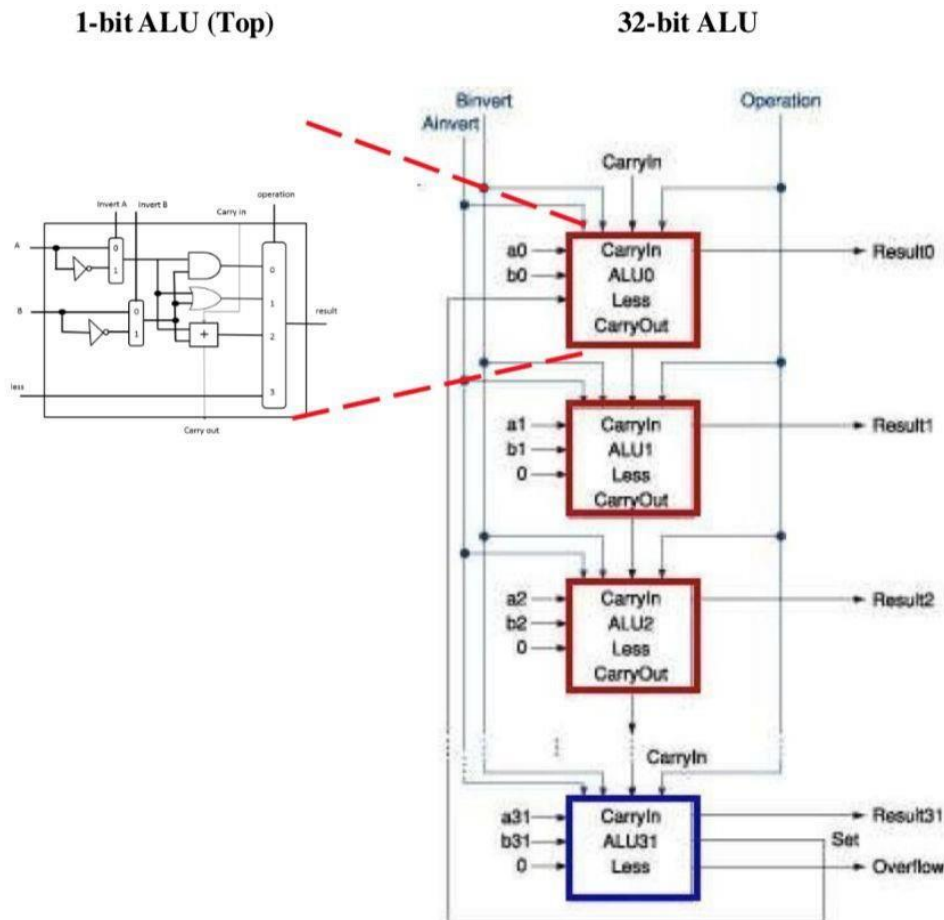 1-bit ALU (Top)
32-bit ALU
Binvert
Operation
Ainvert
CarryIn
operation
Invert A
Invert B
Carry in
A
0
1
0
B
0
1
1
+
2
result
less
3
Carry out
a0
CarryIn
Result0
b0
ALU0
Less
CarryOut
a1
CarryIn
Result1
b1
ALU1
0
Less
CarryOut
a2
CarryIn
Result2
b2
ALU2
0
Less
CarryOut
CarryIn
a31
CarryIn
Result31
b31
ALU31
Set
0
Less
Overflow